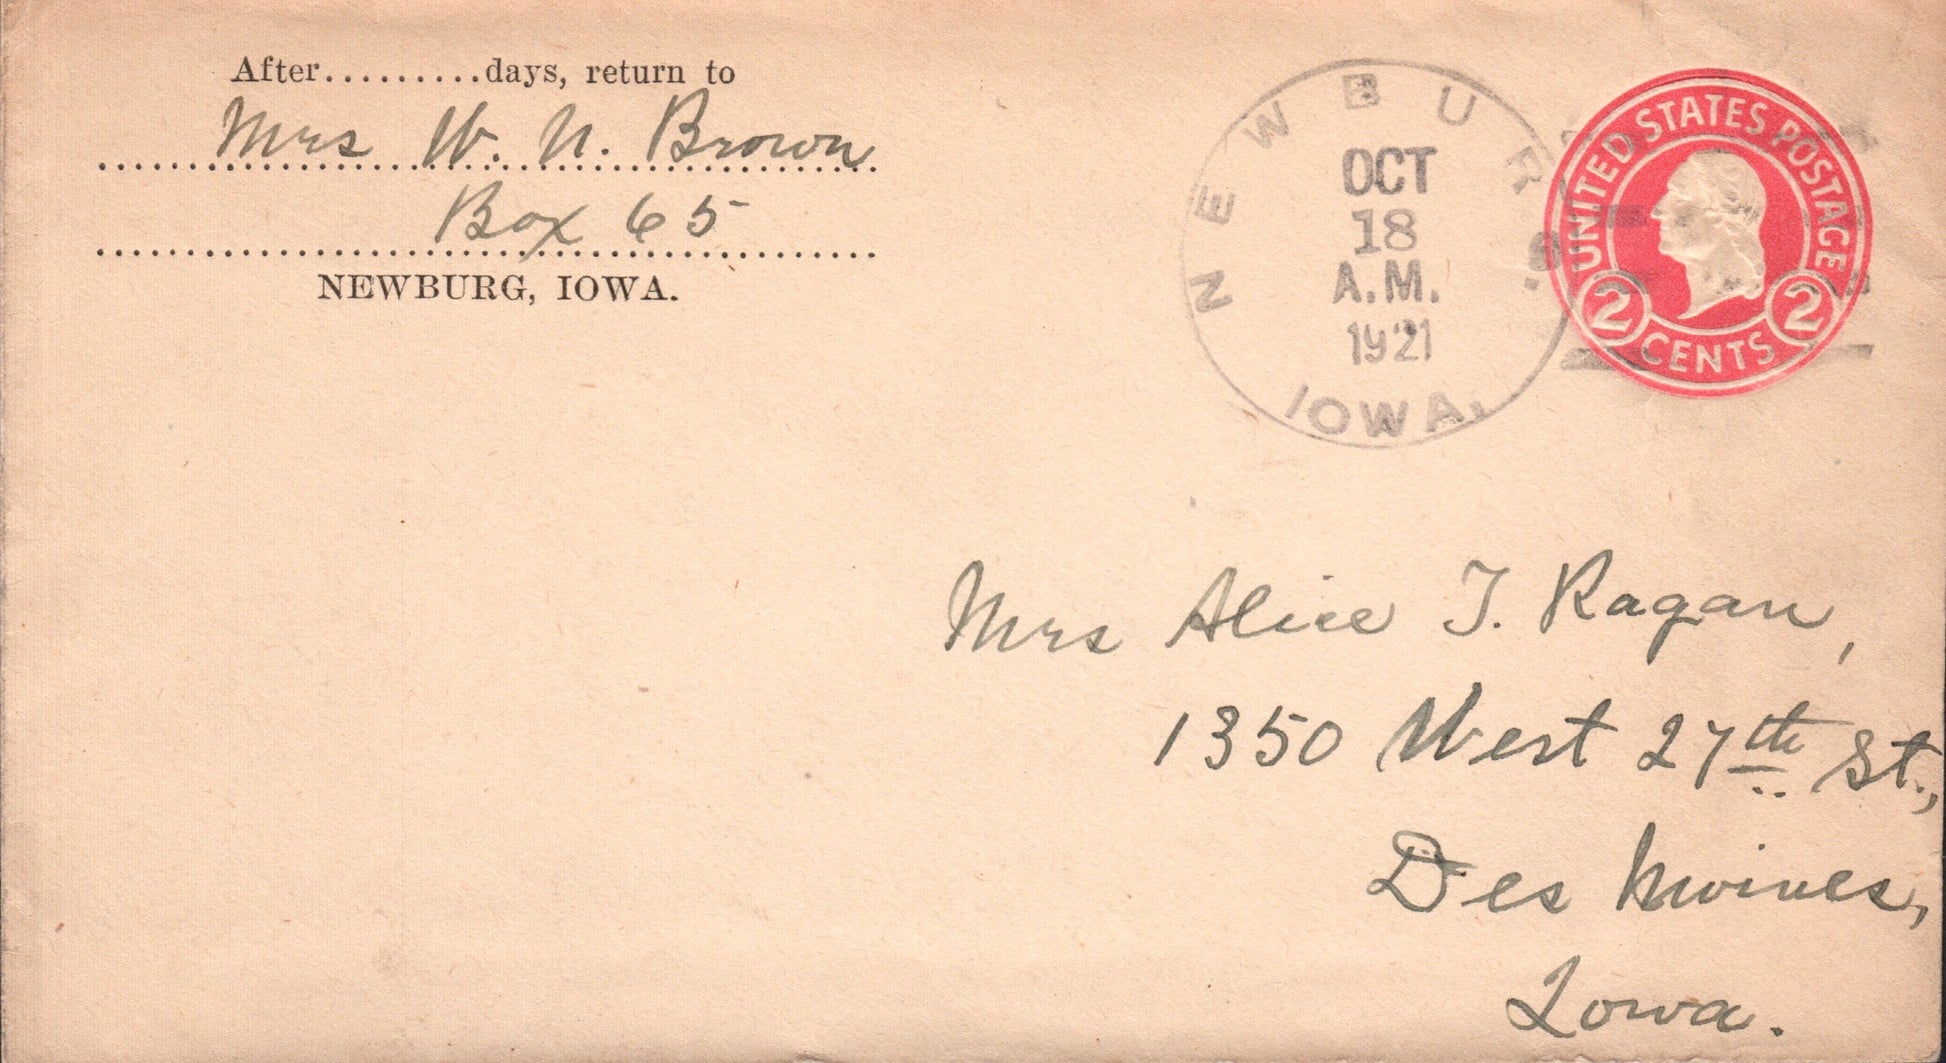 After.........days, return to
Mrs W. N. Brown
Box 65
NEWBURG, IOWA.
NEWBURG.
OCT
18
A.M.
1921
IOWA.
UNITED STATES POSTAGE
2 CENTS 2
Mrs Alice T. Ragan,
1350 West 27th St.,
Des Moines,
Iowa.